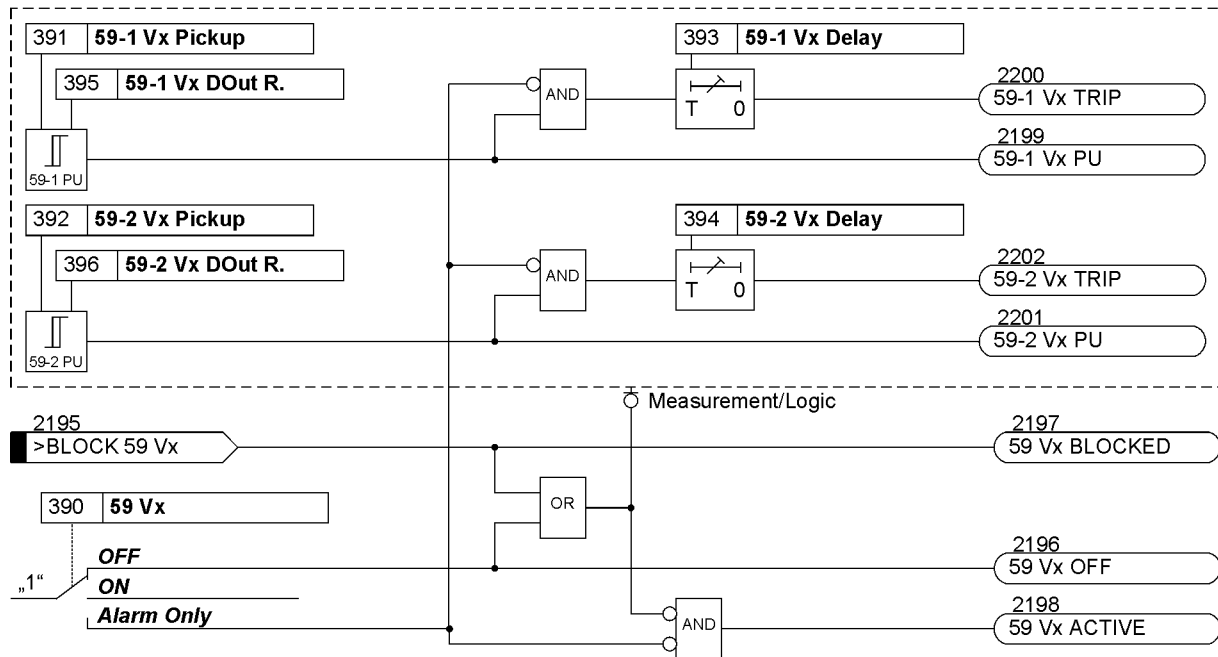 391 59-1 Vx Pickup
393 59-1 Vx Delay
395 59-1 Vx DOut R.
AND
T 0
2200
59-1 Vx TRIP
2199
59-1 Vx PU
59-1 PU
392 59-2 Vx Pickup
394 59-2 Vx Delay
396 59-2 Vx DOut R.
AND
T 0
2202
59-2 Vx TRIP
2201
59-2 Vx PU
59-2 PU
Measurement/Logic
2195
>BLOCK 59 Vx
2197
59 Vx BLOCKED
390 59 Vx
OR
„1“
OFF
ON
Alarm Only
2196
59 Vx OFF
AND
2198
59 Vx ACTIVE